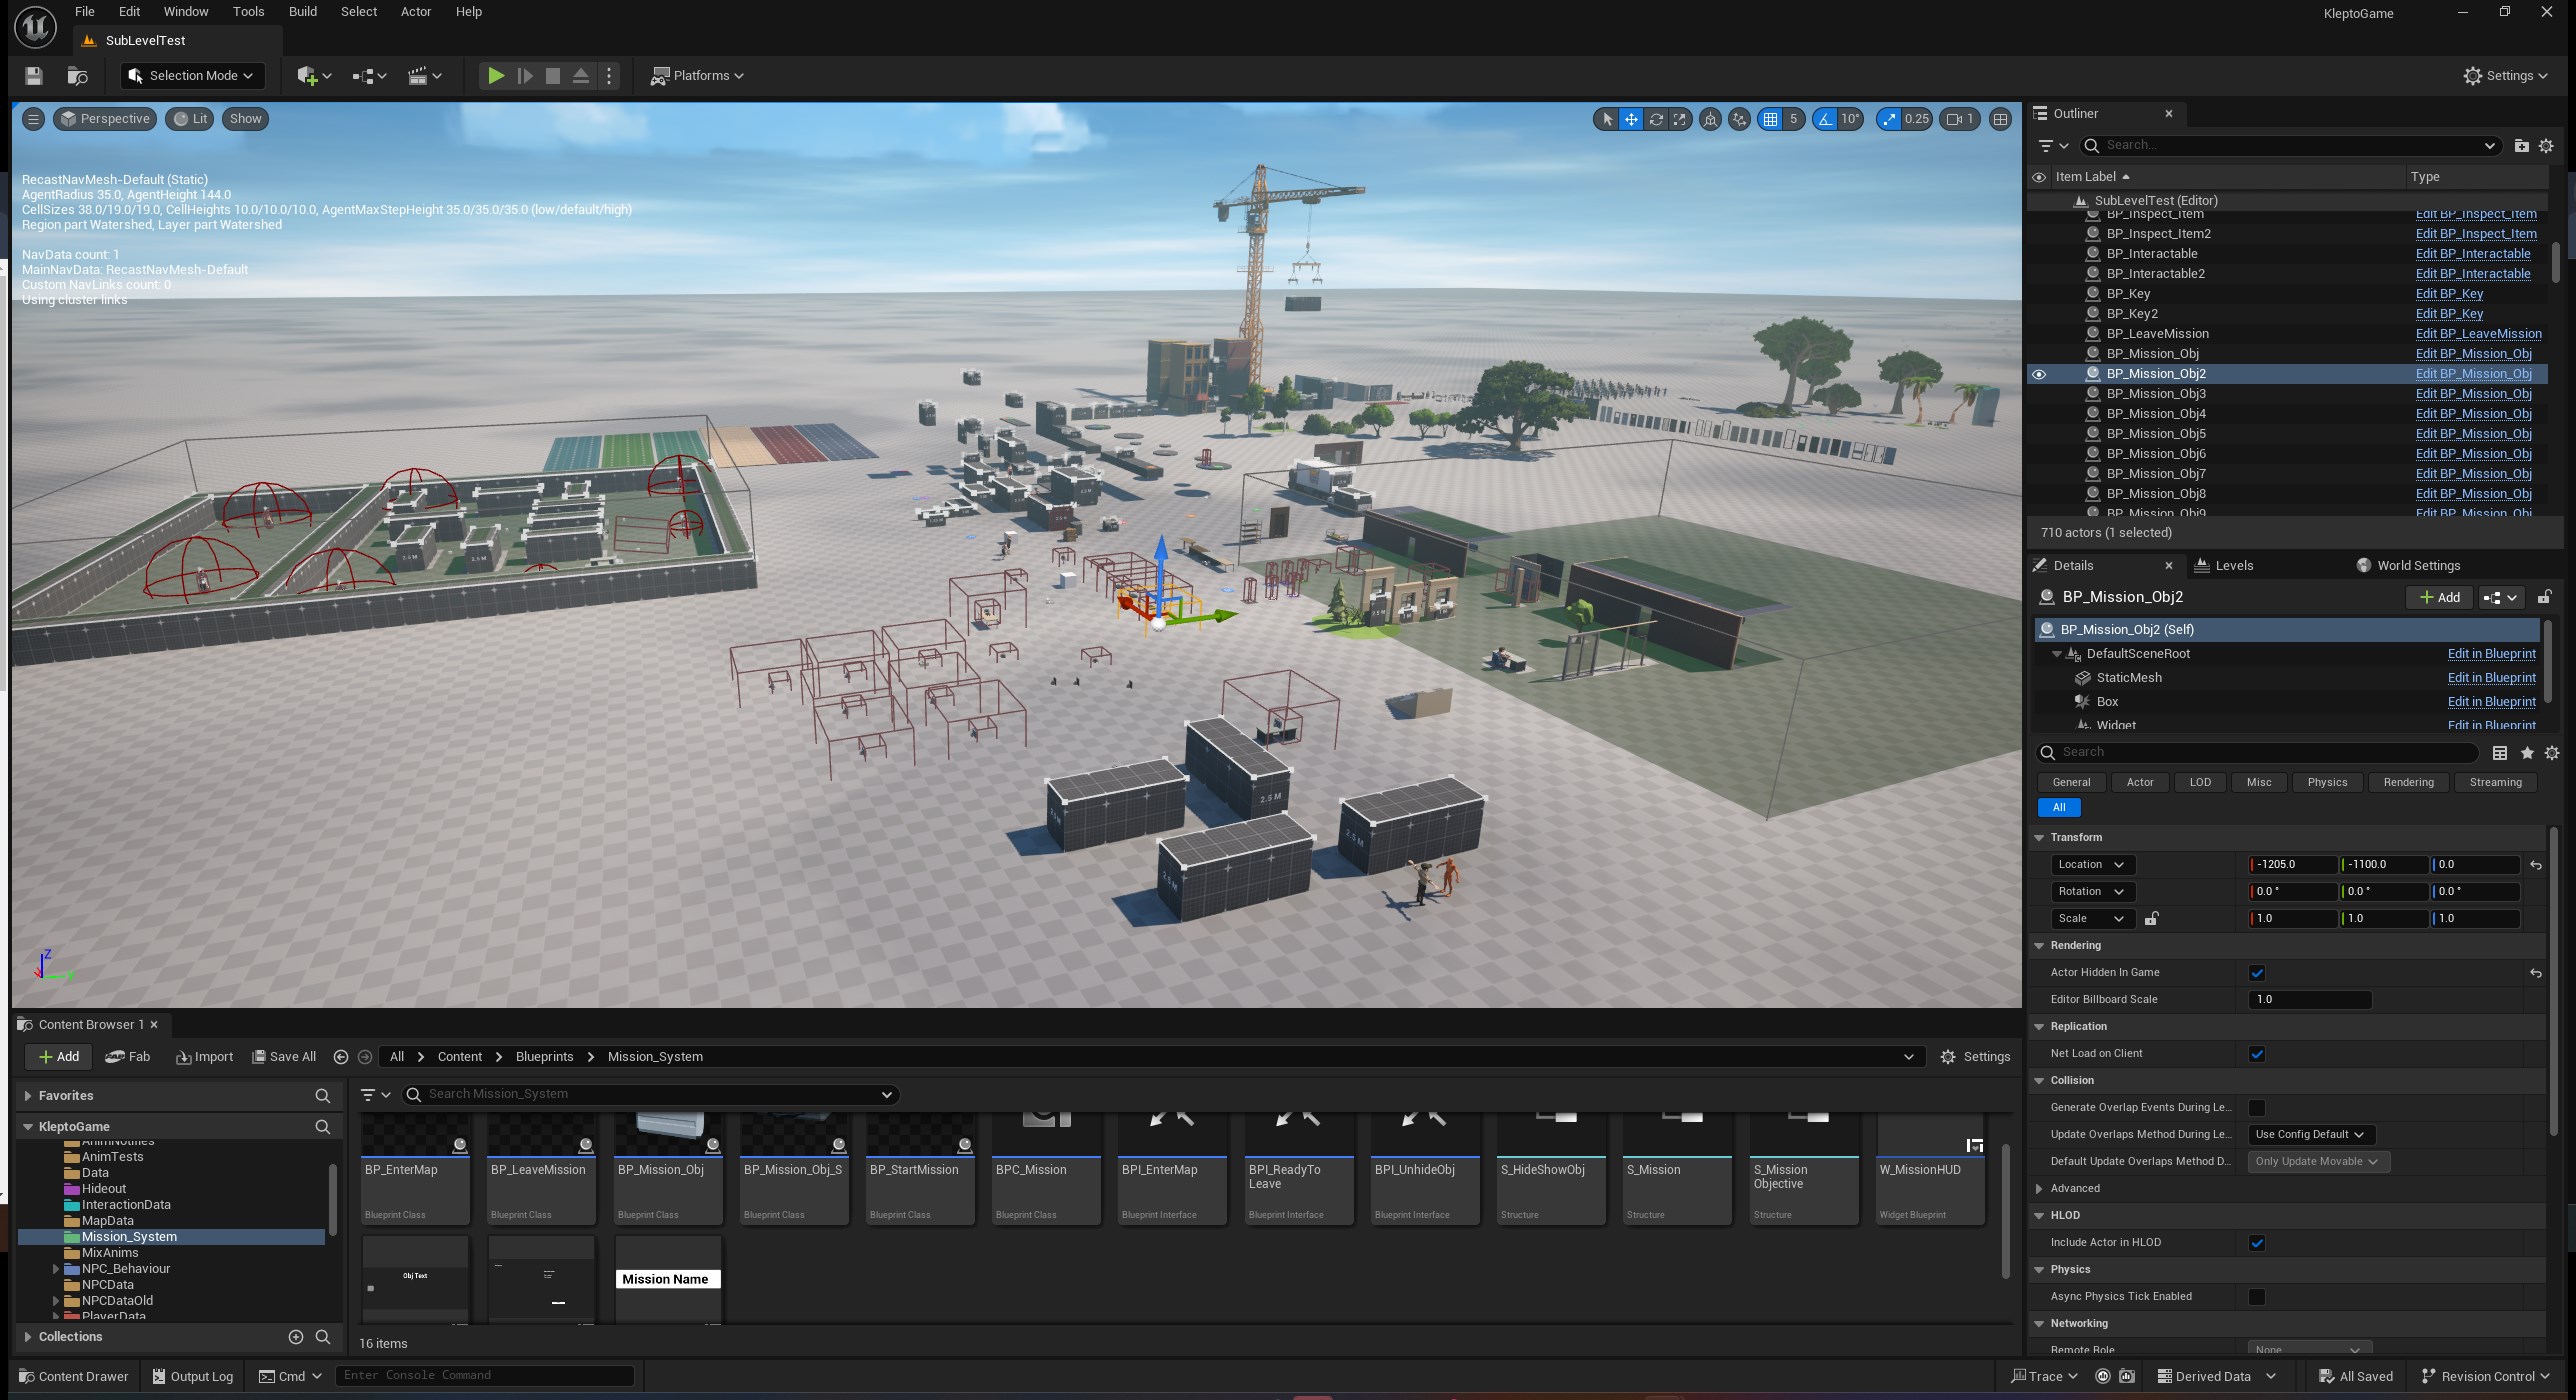 File Edit Window Tools Build Select Actor Help
KleptoGame
SubLevelTest
Selection Mode
Platforms
Settings
Perspective Lit Show
5 10° 0.25 1
RecastNavMesh-Default (Static)
AgentRadius 35.0, AgentHeight 144.0
CellSizes 38.0/19.0/19.0, CellHeights 10.0/10.0/10.0, AgentMaxStepHeight 35.0/35.0/35.0 (low/default/high)
Region part Watershed, Layer part Watershed
NavData count: 1
MainNavData: RecastNavMesh-Default
Custom NavLinks count: 0
Using cluster links
2.5 M
2.5 M
2.5 M
Z
Outliner
Search...
Item Label Type
SubLevelTest (Editor)
BP_Inspect_Item Edit BP_Inspect_Item
BP_Inspect_Item2 Edit BP_Inspect_Item
BP_Interactable Edit BP_Interactable
BP_Interactable2 Edit BP_Interactable
BP_Key Edit BP_Key
BP_Key2 Edit BP_Key
BP_LeaveMission Edit BP_LeaveMission
BP_Mission_Obj Edit BP_Mission_Obj
BP_Mission_Obj2 Edit BP_Mission_Obj
BP_Mission_Obj3 Edit BP_Mission_Obj
BP_Mission_Obj4 Edit BP_Mission_Obj
BP_Mission_Obj5 Edit BP_Mission_Obj
BP_Mission_Obj6 Edit BP_Mission_Obj
BP_Mission_Obj7 Edit BP_Mission_Obj
BP_Mission_Obj8 Edit BP_Mission_Obj
BP_Mission_Obj9 Edit BP_Mission_Obj
710 actors (1 selected)
Details Levels World Settings
BP_Mission_Obj2
Add
BP_Mission_Obj2 (Self)
DefaultSceneRoot Edit in Blueprint
StaticMesh Edit in Blueprint
Box Edit in Blueprint
Widget Edit in Blueprint
Search
General Actor LOD Misc Physics Rendering Streaming
All
Transform
Location -1205.0 -1100.0 0.0
Rotation 0.0 ° 0.0 ° 0.0 °
Scale 1.0 1.0 1.0
Rendering
Actor Hidden In Game
Editor Billboard Scale 1.0
Replication
Net Load on Client
Collision
Generate Overlap Events During Le...
Update Overlaps Method During Le... Use Config Default
Default Update Overlaps Method D... Only Update Movable
Advanced
HLOD
Include Actor in HLOD
Physics
Async Physics Tick Enabled
Networking
Remote Role None
Content Browser 1
Add Fab Import Save All All Content Blueprints Mission_System Settings
Favorites
KleptoGame
AnimNotifies
AnimTests
Data
Hideout
InteractionData
MapData
Mission_System
MixAnims
NPC_Behaviour
NPCData
NPCDataOld
PlayerData
Collections
Search Mission_System
BP_EnterMap
Blueprint Class
BP_LeaveMission
Blueprint Class
BP_Mission_Obj
Blueprint Class
BP_Mission_Obj_S
Blueprint Class
BP_StartMission
Blueprint Class
BPC_Mission
Blueprint Class
BPI_EnterMap
Blueprint Interface
BPI_ReadyTo
Leave
Blueprint Interface
BPI_UnhideObj
Blueprint Interface
S_HideShowObj
Structure
S_Mission
Structure
S_Mission
Objective
Structure
W_MissionHUD
Widget Blueprint
Obj Text
Mission Name
16 items
Content Drawer Output Log Cmd Enter Console Command
Trace Derived Data All Saved Revision Control